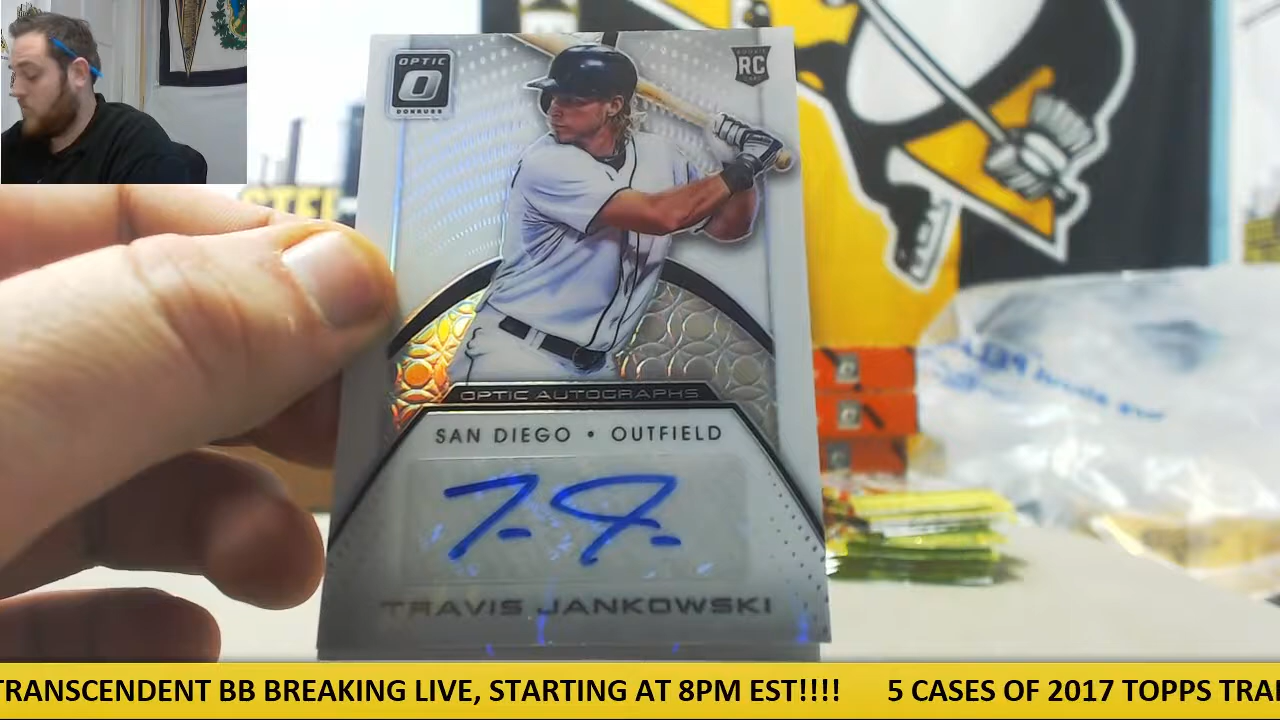 OPTIC
O
DONRUSS
ROOKIE
RC
CARD
STEEL
OPTIC AUTOGRAPHS
SAN DIEGO • OUTFIELD
TRAVIS JANKOWSKI
TRANSCENDENT BB BREAKING LIVE, STARTING AT 8PM EST!!!! 5 CASES OF 2017 TOPPS TRA